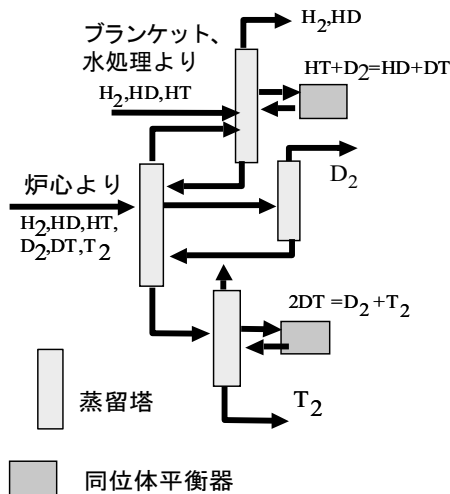 H2,HD
ブランケット、
水処理より
HT+D2=HD+DT
H2,HD,HT
D2
炉心より
H2,HD,HT,
D2,DT,T2
2DT =D2+T2
T2
蒸留塔
同位体平衡器